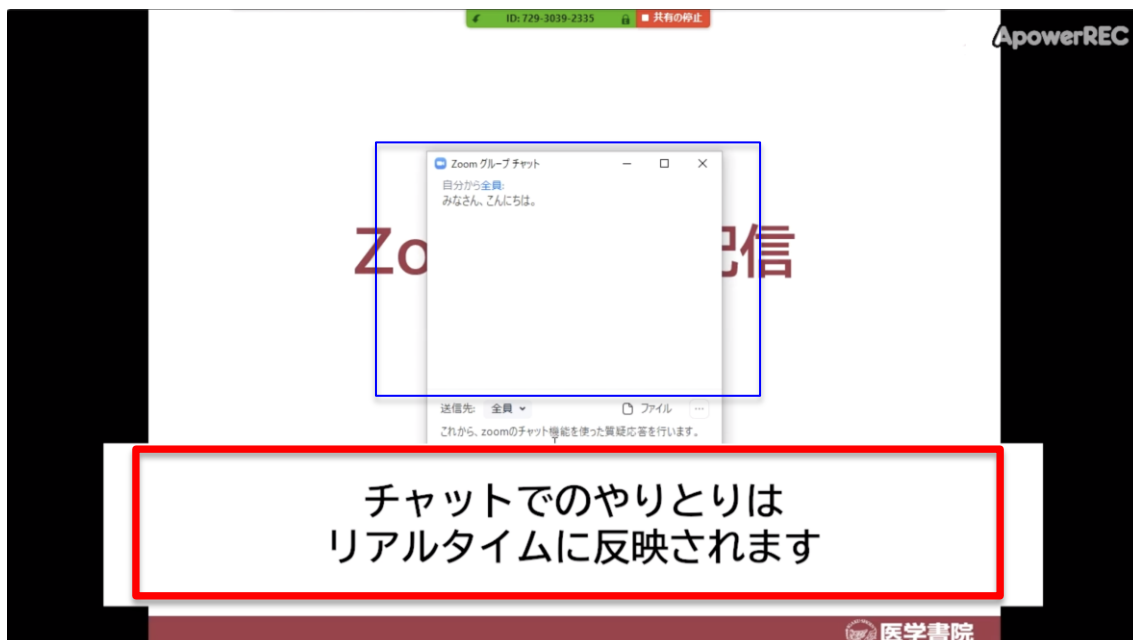 ID: 729-3039-2335
共有の停止
ApowerREC
Zoom グループ チャット
自分から全員:
みなさん、こんにちは。
Zo
信
送信先: 全員
ファイル
これから、zoomのチャット機能を使った質疑応答を行います。
チャットでのやりとりは
リアルタイムに反映されます
医学書院